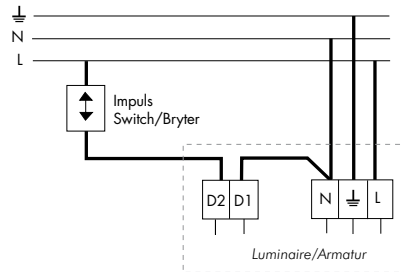 N
L
Impuls
Switch/Bryter
D2 D1 N L
Luminaire/Armatur